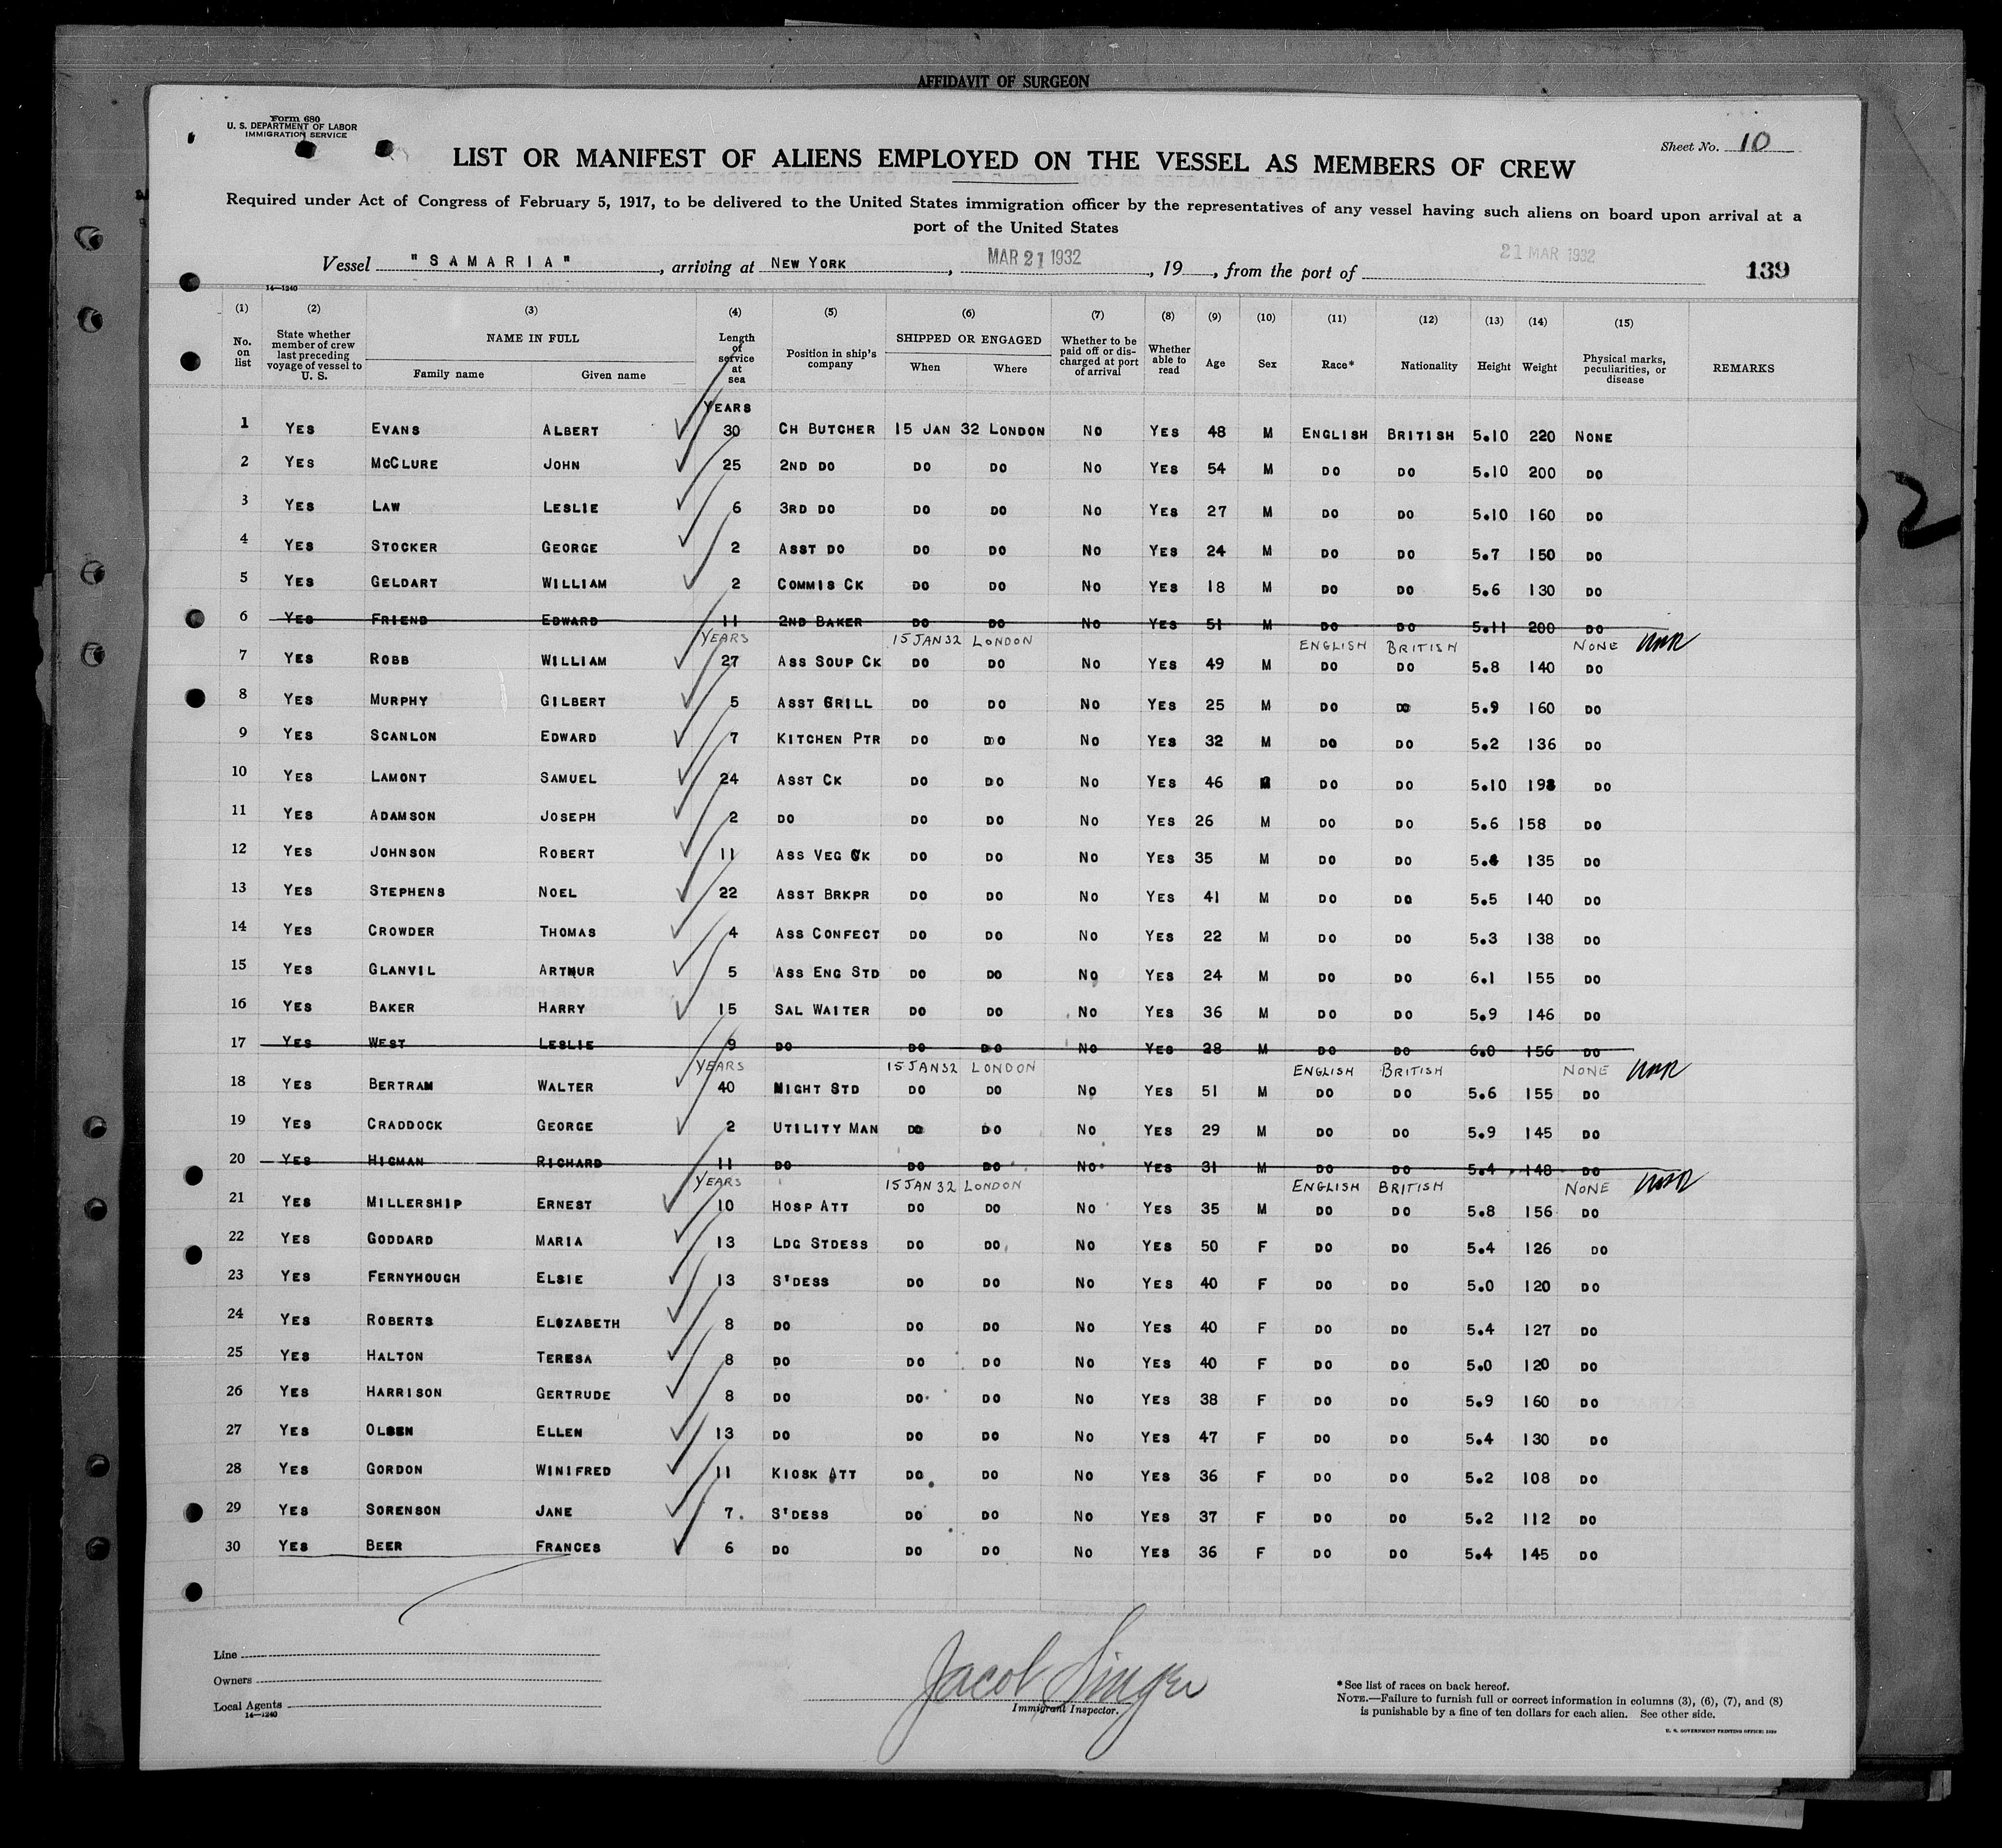 AFFIDAVIT OF SURGEON
Form 680
U. S. DEPARTMENT OF LABOR
IMMIGRATION SERVICE
Sheet No. 10
LIST OR MANIFEST OF ALIENS EMPLOYED ON THE VESSEL AS MEMBERS OF CREW
Required under Act of Congress of February 5, 1917, to be delivered to the United States immigration officer by the representatives of any vessel having such aliens on board upon arrival at a
port of the United States
Vessel "SAMARIA", arriving at NEW YORK, MAR 21 1932, 19, from the port of 21 MAR 1932 139
14—1240
(1) (2) (3) (4) (5) (6) (7) (8) (9) (10) (11) (12) (13) (14) (15)
No. on list State whether member of crew last preceding voyage of vessel to U. S. NAME IN FULL Family name Given name Length of service at sea Position in ship's company SHIPPED OR ENGAGED When Where Whether to be paid off or discharged at port of arrival Whether able to read Age Sex Race* Nationality Height Weight Physical marks, peculiarities, or disease REMARKS
YEARS
1 YES EVANS ALBERT 30 CH BUTCHER 15 JAN 32 LONDON NO YES 48 M ENGLISH BRITISH 5.10 220 NONE
2 YES MCCLURE JOHN 25 2ND DO DO DO NO YES 54 M DO DO 5.10 200 DO
3 YES LAW LESLIE 6 3RD DO DO DO NO YES 27 M DO DO 5.10 160 DO
4 YES STOCKER GEORGE 2 ASST DO DO DO NO YES 24 M DO DO 5.7 150 DO
5 YES GELDART WILLIAM 2 COMMIS CK DO DO NO YES 18 M DO DO 5.6 130 DO
6 YES FRIEND EDWARD 11 2ND BAKER DO DO NO YES 51 M DO DO 5.11 200 DO
YEARS 15 JAN 32 LONDON ENGLISH BRITISH NONE
7 YES ROBB WILLIAM 27 ASS SOUP CK DO DO NO YES 49 M DO DO 5.8 140 DO
8 YES MURPHY GILBERT 5 ASST GRILL DO DO NO YES 25 M DO DO 5.9 160 DO
9 YES SCANLON EDWARD 7 KITCHEN PTR DO DO NO YES 32 M DO DO 5.2 136 DO
10 YES LAMONT SAMUEL 24 ASST CK DO DO NO YES 46 M DO DO 5.10 198 DO
11 YES ADAMSON JOSEPH 2 DO DO DO NO YES 26 M DO DO 5.6 158 DO
12 YES JOHNSON ROBERT 11 ASS VEG CK DO DO NO YES 35 M DO DO 5.4 135 DO
13 YES STEPHENS NOEL 22 ASST BRKPR DO DO NO YES 41 M DO DO 5.5 140 DO
14 YES CROWDER THOMAS 4 ASS CONFECT DO DO NO YES 22 M DO DO 5.3 138 DO
15 YES GLANVIL ARTHUR 5 ASS ENG STD DO DO NO YES 24 M DO DO 6.1 155 DO
16 YES BAKER HARRY 15 SAL WAITER DO DO NO YES 36 M DO DO 5.9 146 DO
17 YES WEST LESLIE 9 DO DO DO NO YES 28 M DO DO 6.0 156 DO
YEARS 15 JAN 32 LONDON ENGLISH BRITISH NONE
18 YES BERTRAM WALTER 40 NIGHT STD DO DO NO YES 51 M DO DO 5.6 155 DO
19 YES CRADDOCK GEORGE 2 UTILITY MAN DO DO NO YES 29 M DO DO 5.9 145 DO
20 YES HIGMAN RICHARD 11 DO DO DO NO YES 31 M DO DO 5.4 148 DO
YEARS 15 JAN 32 LONDON ENGLISH BRITISH NONE
21 YES MILLERSHIP ERNEST 10 HOSP ATT DO DO NO YES 35 M DO DO 5.8 156 DO
22 YES GODDARD MARIA 13 LDG STDESS DO DO NO YES 50 F DO DO 5.4 126 DO
23 YES FERNYHOUGH ELSIE 13 S'DESS DO DO NO YES 40 F DO DO 5.0 120 DO
24 YES ROBERTS ELIZABETH 8 DO DO DO NO YES 40 F DO DO 5.4 127 DO
25 YES HALTON TERESA 8 DO DO DO NO YES 40 F DO DO 5.0 120 DO
26 YES HARRISON GERTRUDE 8 DO DO DO NO YES 38 F DO DO 5.9 160 DO
27 YES OLSEN ELLEN 13 DO DO DO NO YES 47 F DO DO 5.4 130 DO
28 YES GORDON WINIFRED 11 KIOSK ATT DO DO NO YES 36 F DO DO 5.2 108 DO
29 YES SORENSON JANE 7. S'DESS DO DO NO YES 37 F DO DO 5.2 112 DO
30 YES BEER FRANCES 6 DO DO DO NO YES 36 F DO DO 5.4 145 DO
Line
Owners
Local Agents
14—1240
Jacob Singer
Immigrant Inspector.
*See list of races on back hereof.
NOTE.—Failure to furnish full or correct information in columns (3), (6), (7), and (8)
is punishable by a fine of ten dollars for each alien. See other side.